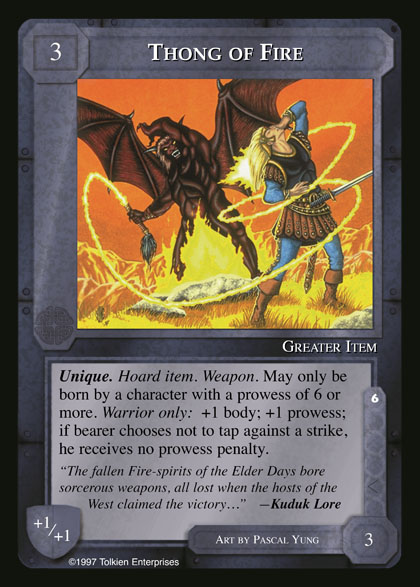 3
THONG OF FIRE
GREATER ITEM
Unique. Hoard item. Weapon. May only be
born by a character with a prowess of 6 or
more. Warrior only: +1 body; +1 prowess;
if bearer chooses not to tap against a strike,
he receives no prowess penalty.
6
“The fallen Fire-spirits of the Elder Days bore
sorcerous weapons, all lost when the hosts of the
West claimed the victory…” —Kuduk Lore
+1/+1
ART BY PASCAL YUNG
3
©1997 Tolkien Enterprises